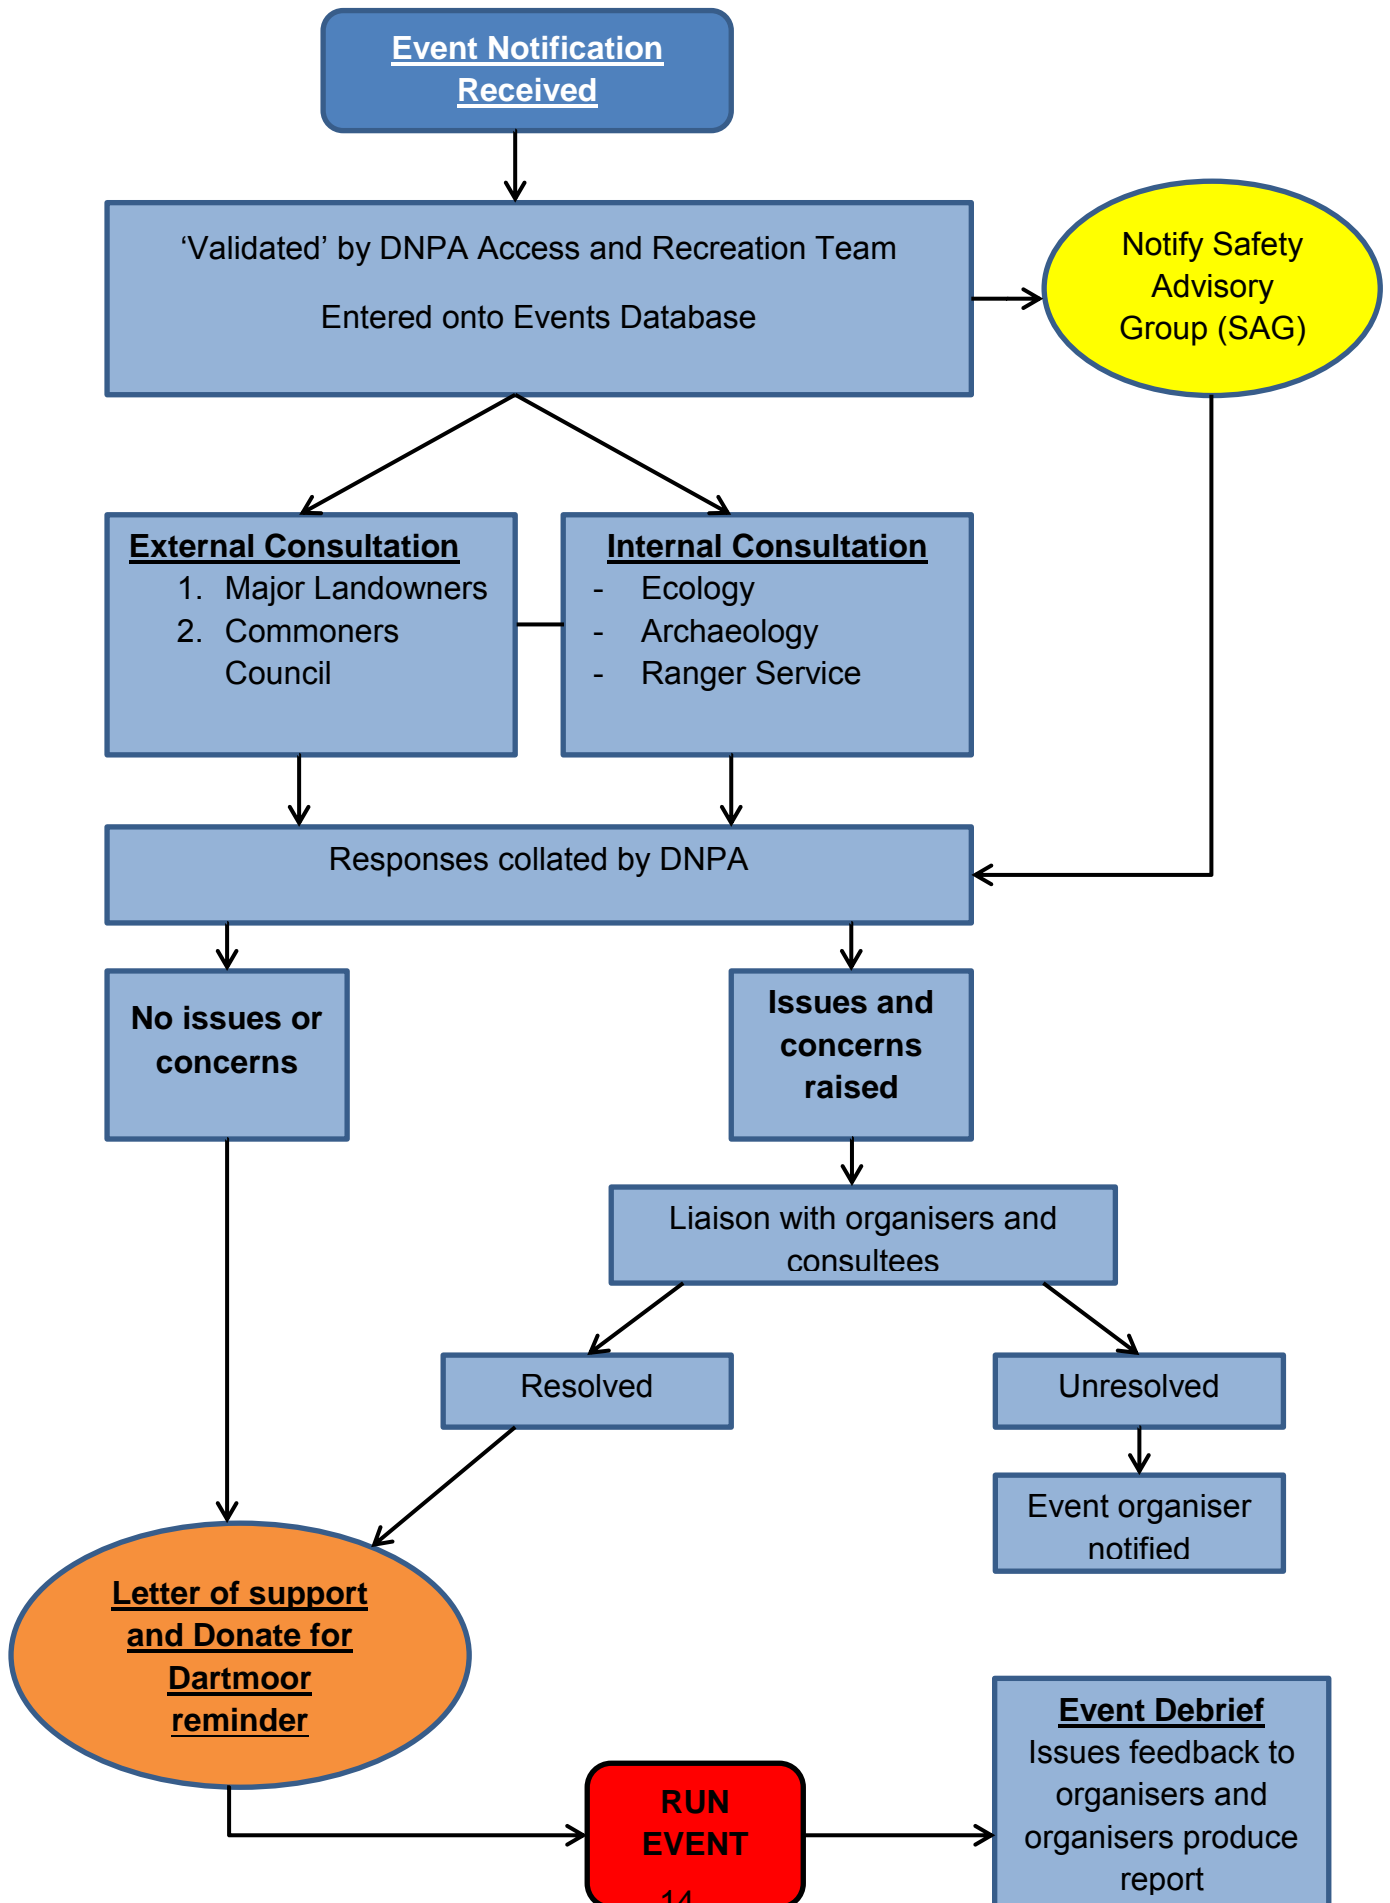 Event Notification
Received
‘Validated’ by DNPA Access and Recreation Team
Entered onto Events Database
Notify Safety
Advisory
Group (SAG)
External Consultation
1. Major Landowners
2. Commoners
Council
Internal Consultation
- Ecology
- Archaeology
- Ranger Service
Responses collated by DNPA
No issues or
concerns
Issues and
concerns
raised
Liaison with organisers and
consultees
Resolved
Unresolved
Event organiser
notified
Letter of support
and Donate for
Dartmoor
reminder
RUN
EVENT
Event Debrief
Issues feedback to
organisers and
organisers produce
report
14